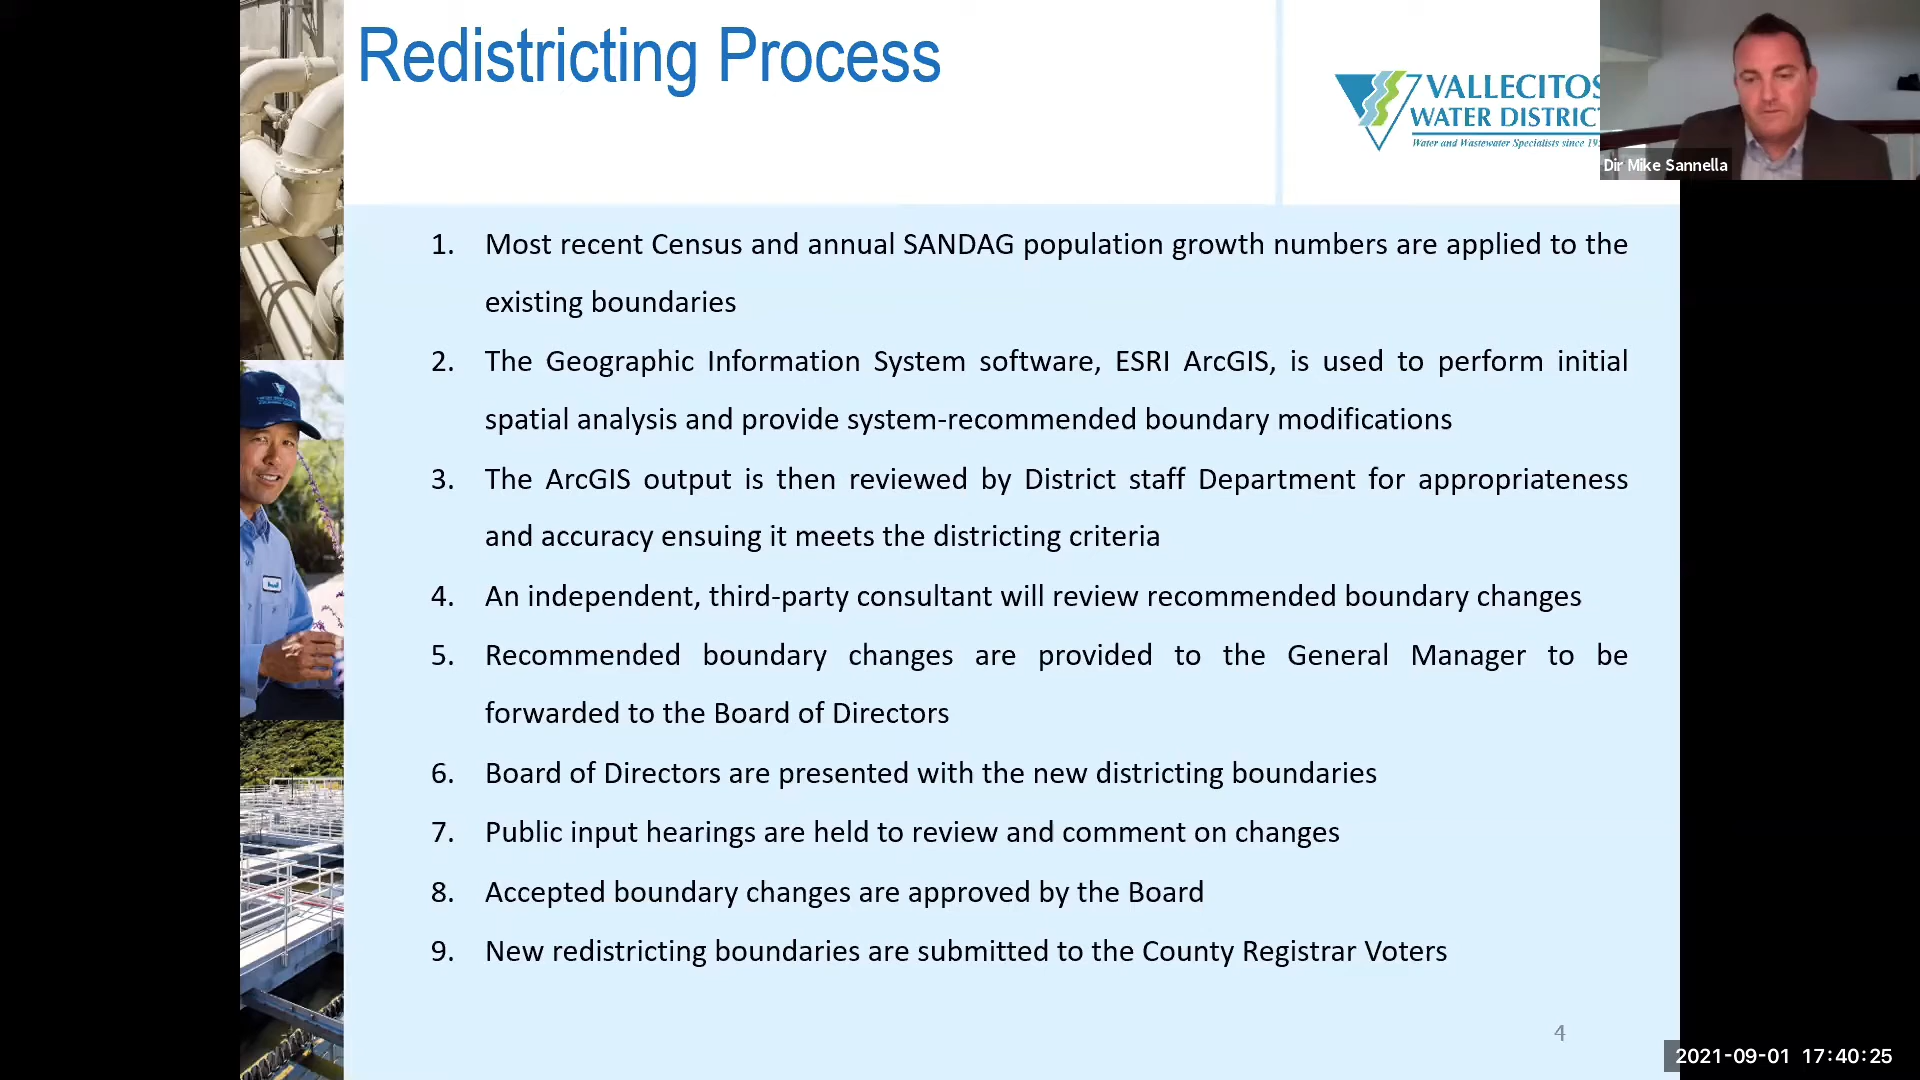 Redistricting Process
VALLECITOS
WATER DISTRIC
Water and Wastewater Specialists since 19
Dir Mike Sannella
1. Most recent Census and annual SANDAG population growth numbers are applied to the
existing boundaries
2. The Geographic Information System software, ESRI ArcGIS, is used to perform initial
spatial analysis and provide system-recommended boundary modifications
3. The ArcGIS output is then reviewed by District staff Department for appropriateness
and accuracy ensuing it meets the districting criteria
4. An independent, third-party consultant will review recommended boundary changes
5. Recommended boundary changes are provided to the General Manager to be
forwarded to the Board of Directors
6. Board of Directors are presented with the new districting boundaries
7. Public input hearings are held to review and comment on changes
8. Accepted boundary changes are approved by the Board
9. New redistricting boundaries are submitted to the County Registrar Voters
4
2021-09-01 17:40:25